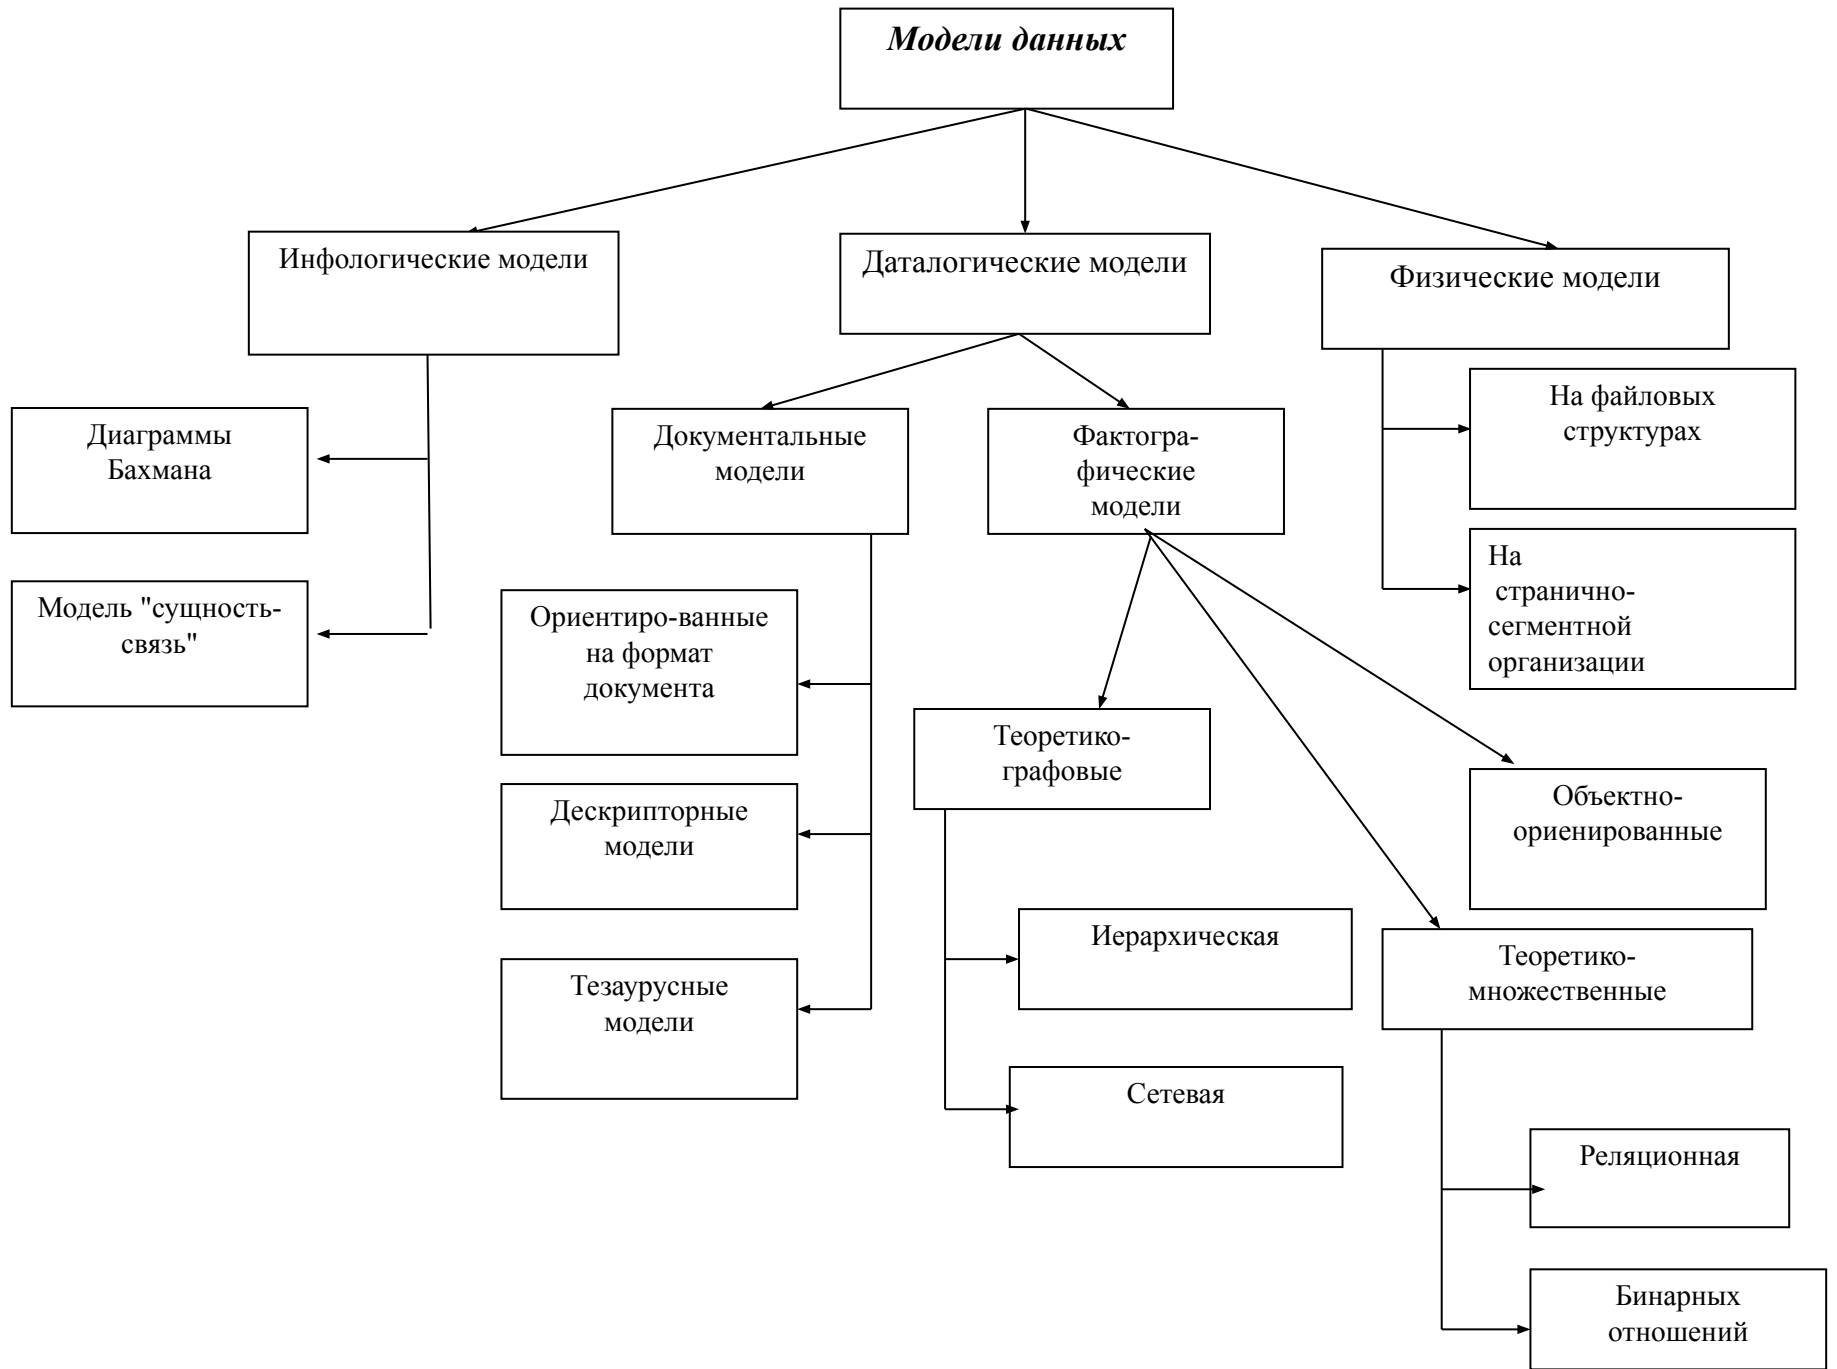 Модели данных
Инфологические модели
Даталогические модели
Физические модели
Диаграммы
Бахмана
Модель "сущность-
связь"
Документальные
модели
Ориентиро-ванные
на формат
документа
Дескрипторные
модели
Тезаурусные
модели
Фактогра-
фические
модели
Теоретико-
графовые
Иерархическая
Сетевая
Объектно-
ориенированные
Теоретико-
множественные
Реляционная
Бинарных
отношений
На файловых
структурах
На
странично-
сегментной
организации